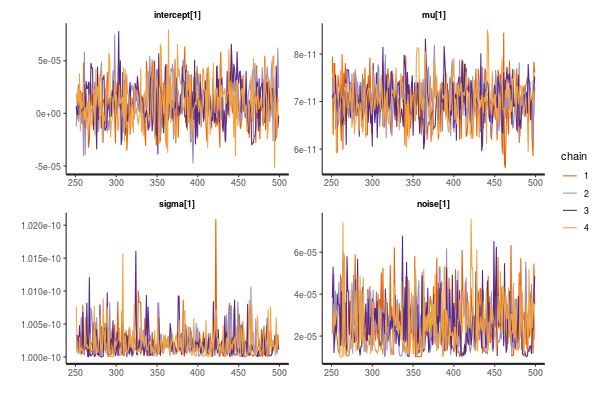 intercept[1]
5e-05
0e+00
-5e-05
250 300 350 400 450 500
mu[1]
8e-11
7e-11
6e-11
250 300 350 400 450 500
sigma[1]
1.020e-10
1.015e-10
1.010e-10
1.005e-10
1.000e-10
250 300 350 400 450 500
noise[1]
6e-05
4e-05
2e-05
250 300 350 400 450 500
chain
1
2
3
4